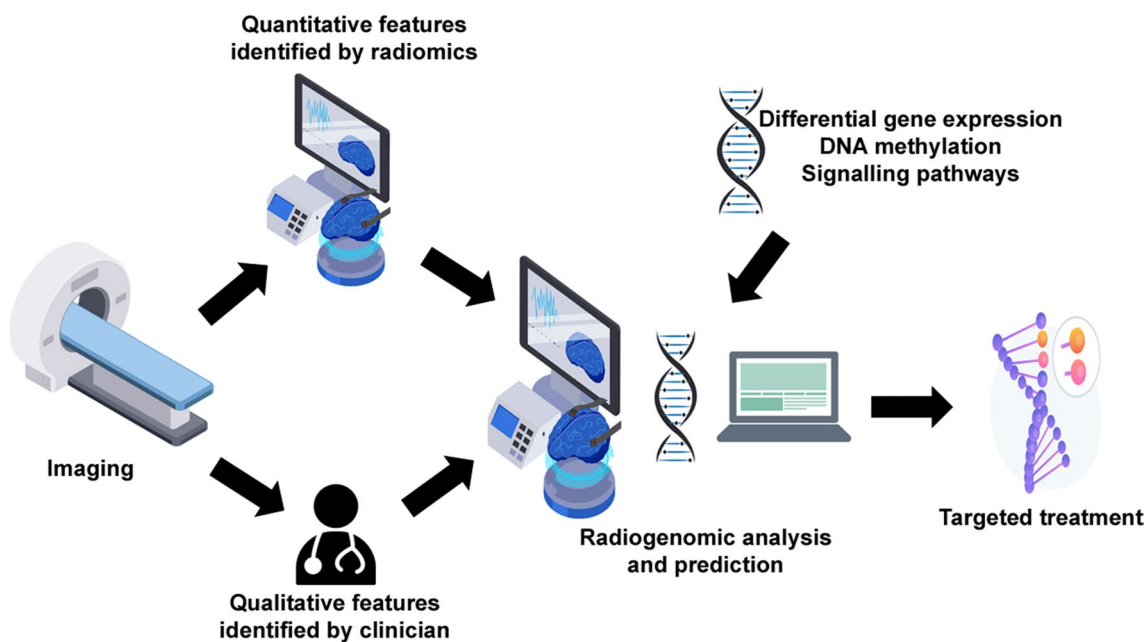 Quantitative features
identified by radiomics
Differential gene expression
DNA methylation
Signalling pathways
Imaging
Qualitative features
identified by clinician
Radiogenomic analysis
and prediction
Targeted treatment